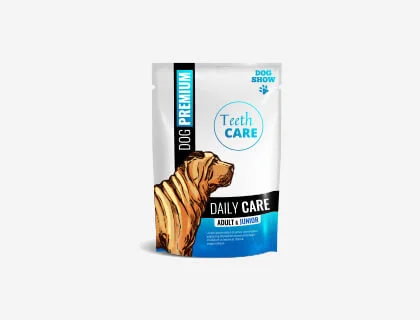 DOG
SHOW
DOG PREMIUM
Teeth
CARE
DAILY CARE
ADULT & JUNIOR